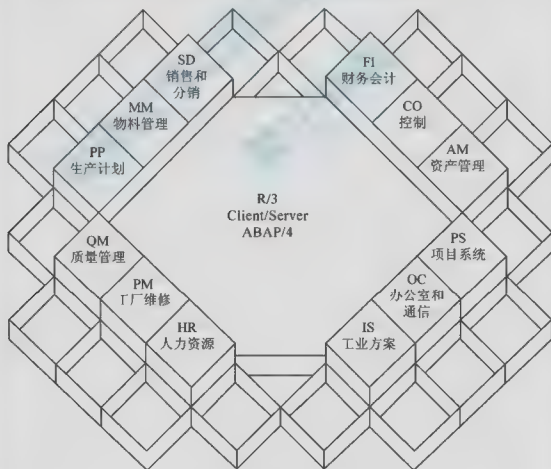 SD
销售和
分销
MM
物料管理
PP
生产计划
FI
财务会计
CO
控制
AM
资产管理
R/3
Client/Server
ABAP/4
QM
质量管理
PM
工厂维修
HR
人力资源
PS
项目系统
OC
办公室和
通信
IS
工业方案